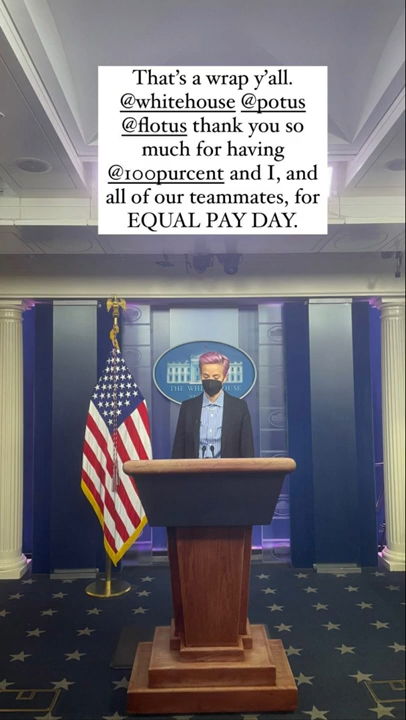 That's a wrap y'all.
@whitehouse @potus
@flotus thank you so
much for having
@100purcent and I, and
all of our teammates, for
EQUAL PAY DAY.
THE WHITE HOUSE